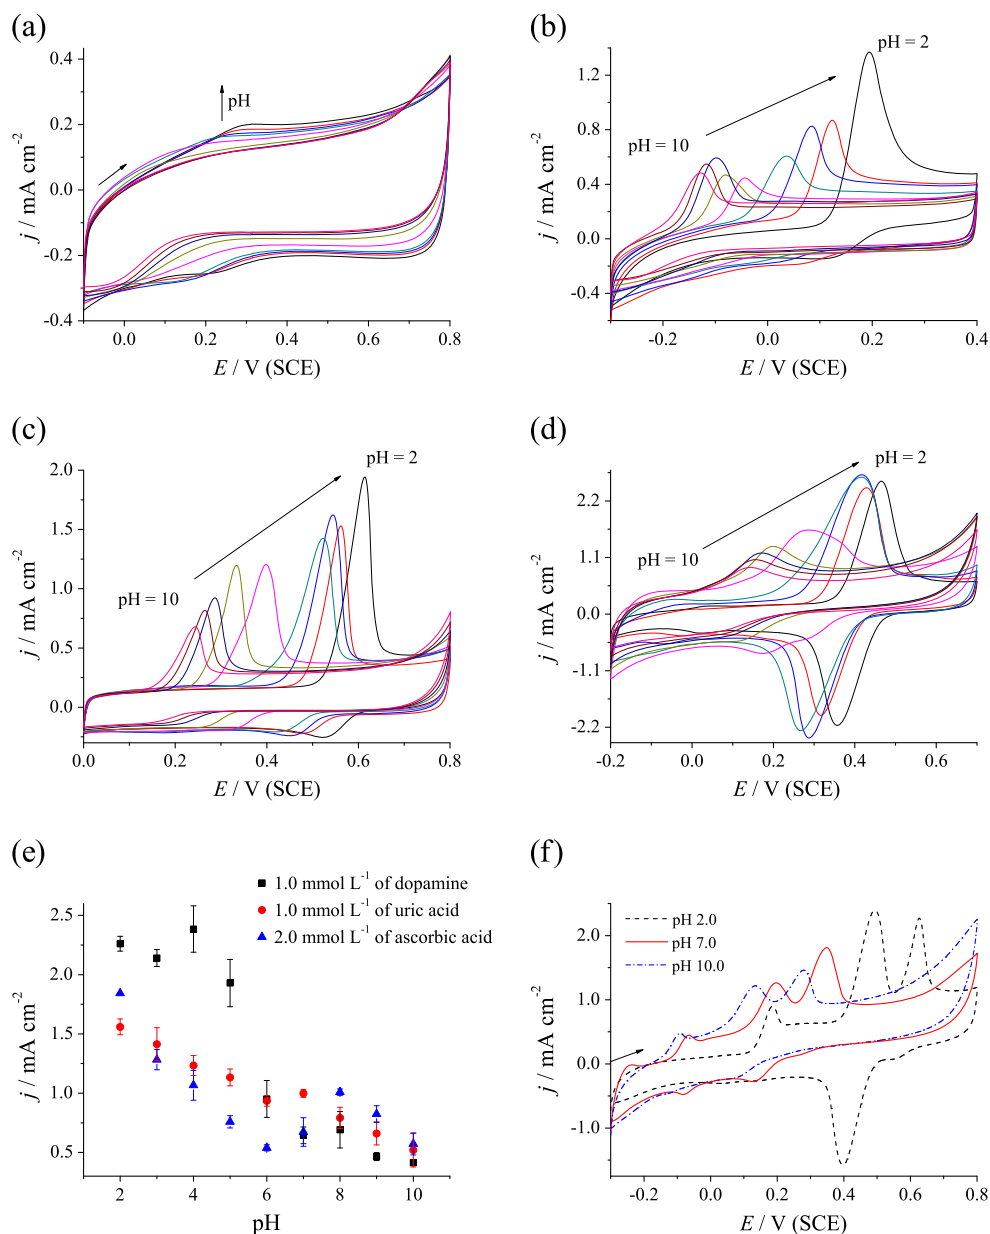 (a)
0.4
0.2
0.0
-0.2
-0.4
j / mA cm-2
pH
0.0 0.2 0.4 0.6 0.8
E / V (SCE)
(b)
1.2
0.8
0.4
0.0
-0.4
j / mA cm-2
pH = 2
pH = 10
-0.2 0.0 0.2 0.4
E / V (SCE)
(c)
2.0
1.5
1.0
0.5
0.0
j / mA cm-2
pH = 2
pH = 10
0.0 0.2 0.4 0.6 0.8
E / V (SCE)
(d)
2.2
1.1
0.0
-1.1
-2.2
j / mA cm-2
pH = 2
pH = 10
-0.2 0.0 0.2 0.4 0.6
E / V (SCE)
(e)
1.0 mmol L-1 of dopamine
1.0 mmol L-1 of uric acid
2.0 mmol L-1 of ascorbic acid
2.5
2.0
1.5
1.0
0.5
j / mA cm-2
2 4 6 8 10
pH
(f)
pH 2.0
pH 7.0
pH 10.0
2.0
1.0
0.0
-1.0
j / mA cm-2
-0.2 0.0 0.2 0.4 0.6 0.8
E / V (SCE)